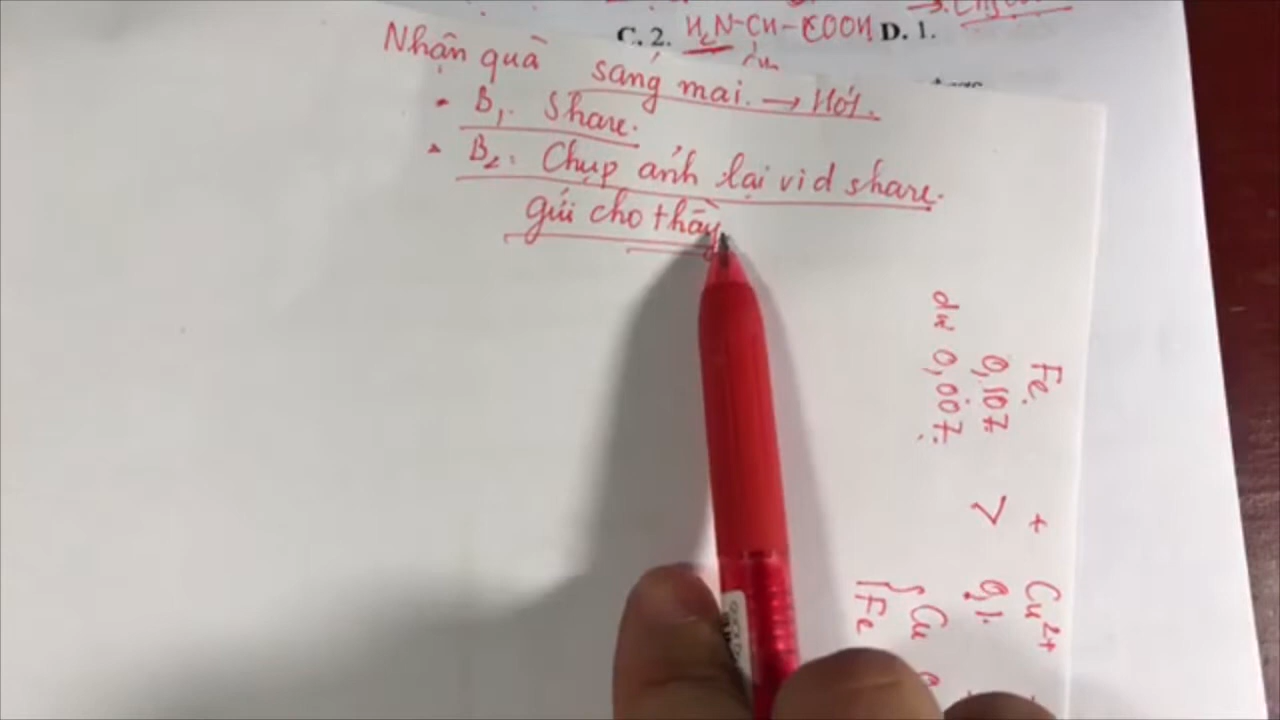 C. 2. H₂N-CH-COOH D. 1.
Nhận quà sáng mai. → Hót.
• B₁. Share.
• B₂: Chụp ảnh lại vid share.
gửi cho thầy
Fe + Cu²⁺
0,107 > 0,1
dư 0,007
{ Cu
Fe